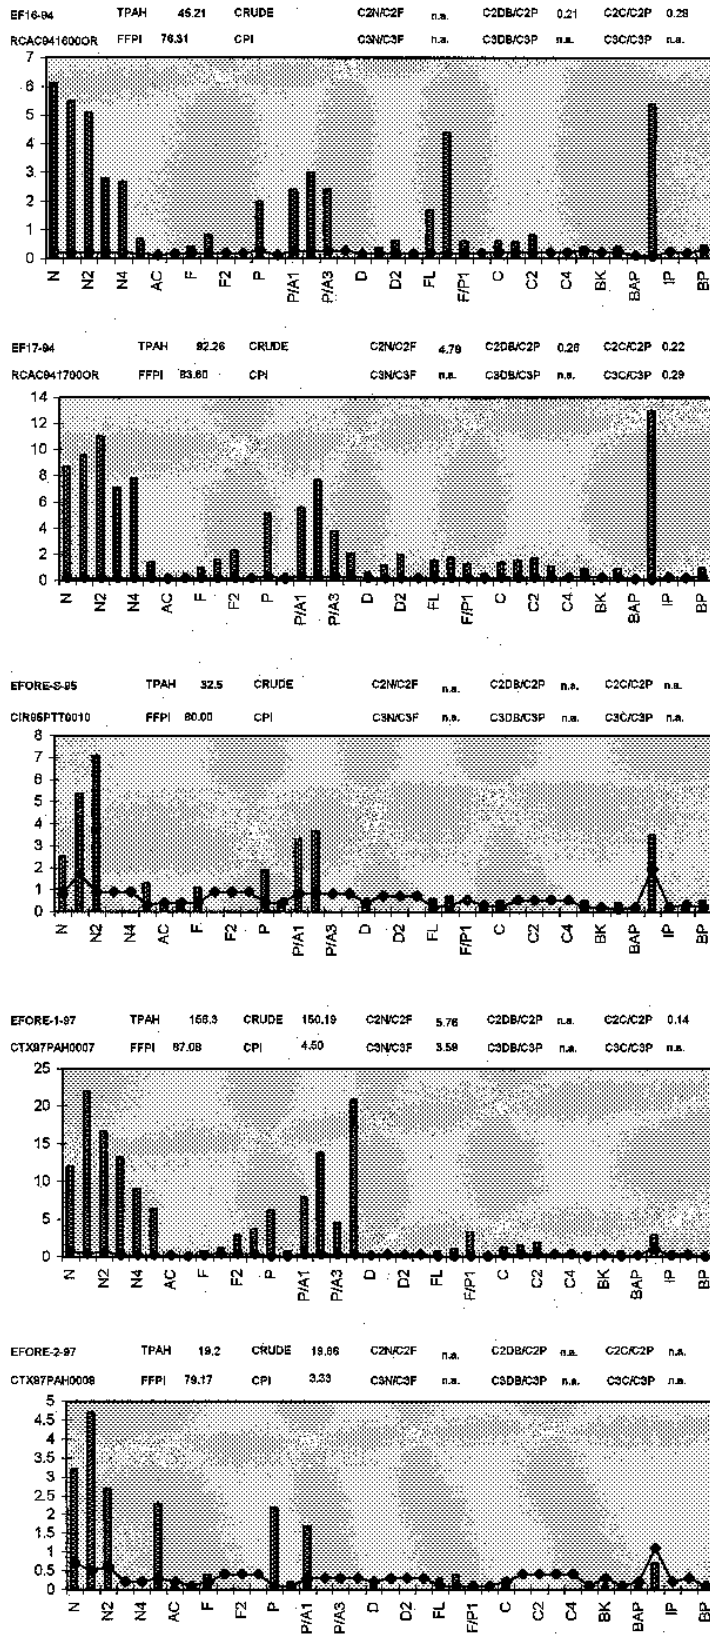 EF16-94 TPAH 45.21 CRUDE C2N/C2F n.a. C2DB/C2P 0.21 C2C/C2P 0.28
RCAC941600OR FFPI 76.31 CPI C3N/C3F n.a. C3DB/C3P n.a. C3C/C3P n.a.
7
6
5
4
3
2
1
0
N N2 N4 AC F F2 P P/A1 P/A3 D D2 FL F/P1 C C2 C4 BK BAP IP BP
EF17-94 TPAH 92.26 CRUDE C2N/C2F 4.79 C2DB/C2P 0.26 C2C/C2P 0.22
RCAC941700OR FFPI 83.60 CPI C3N/C3F n.a. C3DB/C3P n.a. C3C/C3P 0.29
14
12
10
8
6
4
2
0
N N2 N4 AC F F2 P P/A1 P/A3 D D2 FL F/P1 C C2 C4 BK BAP IP BP
EFORE-S-95 TPAH 32.5 CRUDE C2N/C2F n.a. C2DB/C2P n.a. C2C/C2P n.a.
CIR95PTT0010 FFPI 80.00 CPI C3N/C3F n.a. C3DB/C3P n.a. C3C/C3P n.a.
8
7
6
5
4
3
2
1
0
N N2 N4 AC F F2 P P/A1 P/A3 D D2 FL F/P1 C C2 C4 BK BAP IP BP
EFORE-1-97 TPAH 156.3 CRUDE 150.19 C2N/C2F 5.76 C2DB/C2P n.a. C2C/C2P 0.14
CTX97PAH0007 FFPI 87.08 CPI 4.50 C3N/C3F 3.59 C3DB/C3P n.a. C3C/C3P n.a.
25
20
15
10
5
0
N N2 N4 AC F F2 P P/A1 P/A3 D D2 FL F/P1 C C2 C4 BK BAP IP BP
EFORE-2-97 TPAH 19.2 CRUDE C2N/C2F n.a. C2DB/C2P n.a. C2C/C2P n.a.
CTX97PAH0008 FFPI 79.17 CPI 3.33 C3N/C3F n.a. C3DB/C3P n.a. C3C/C3P n.a.
5
4.5
4
3.5
3
2.5
2
1.5
1
0.5
0
N N2 N4 AC F F2 P P/A1 P/A3 D D2 FL F/P1 C C2 C4 BK BAP IP BP